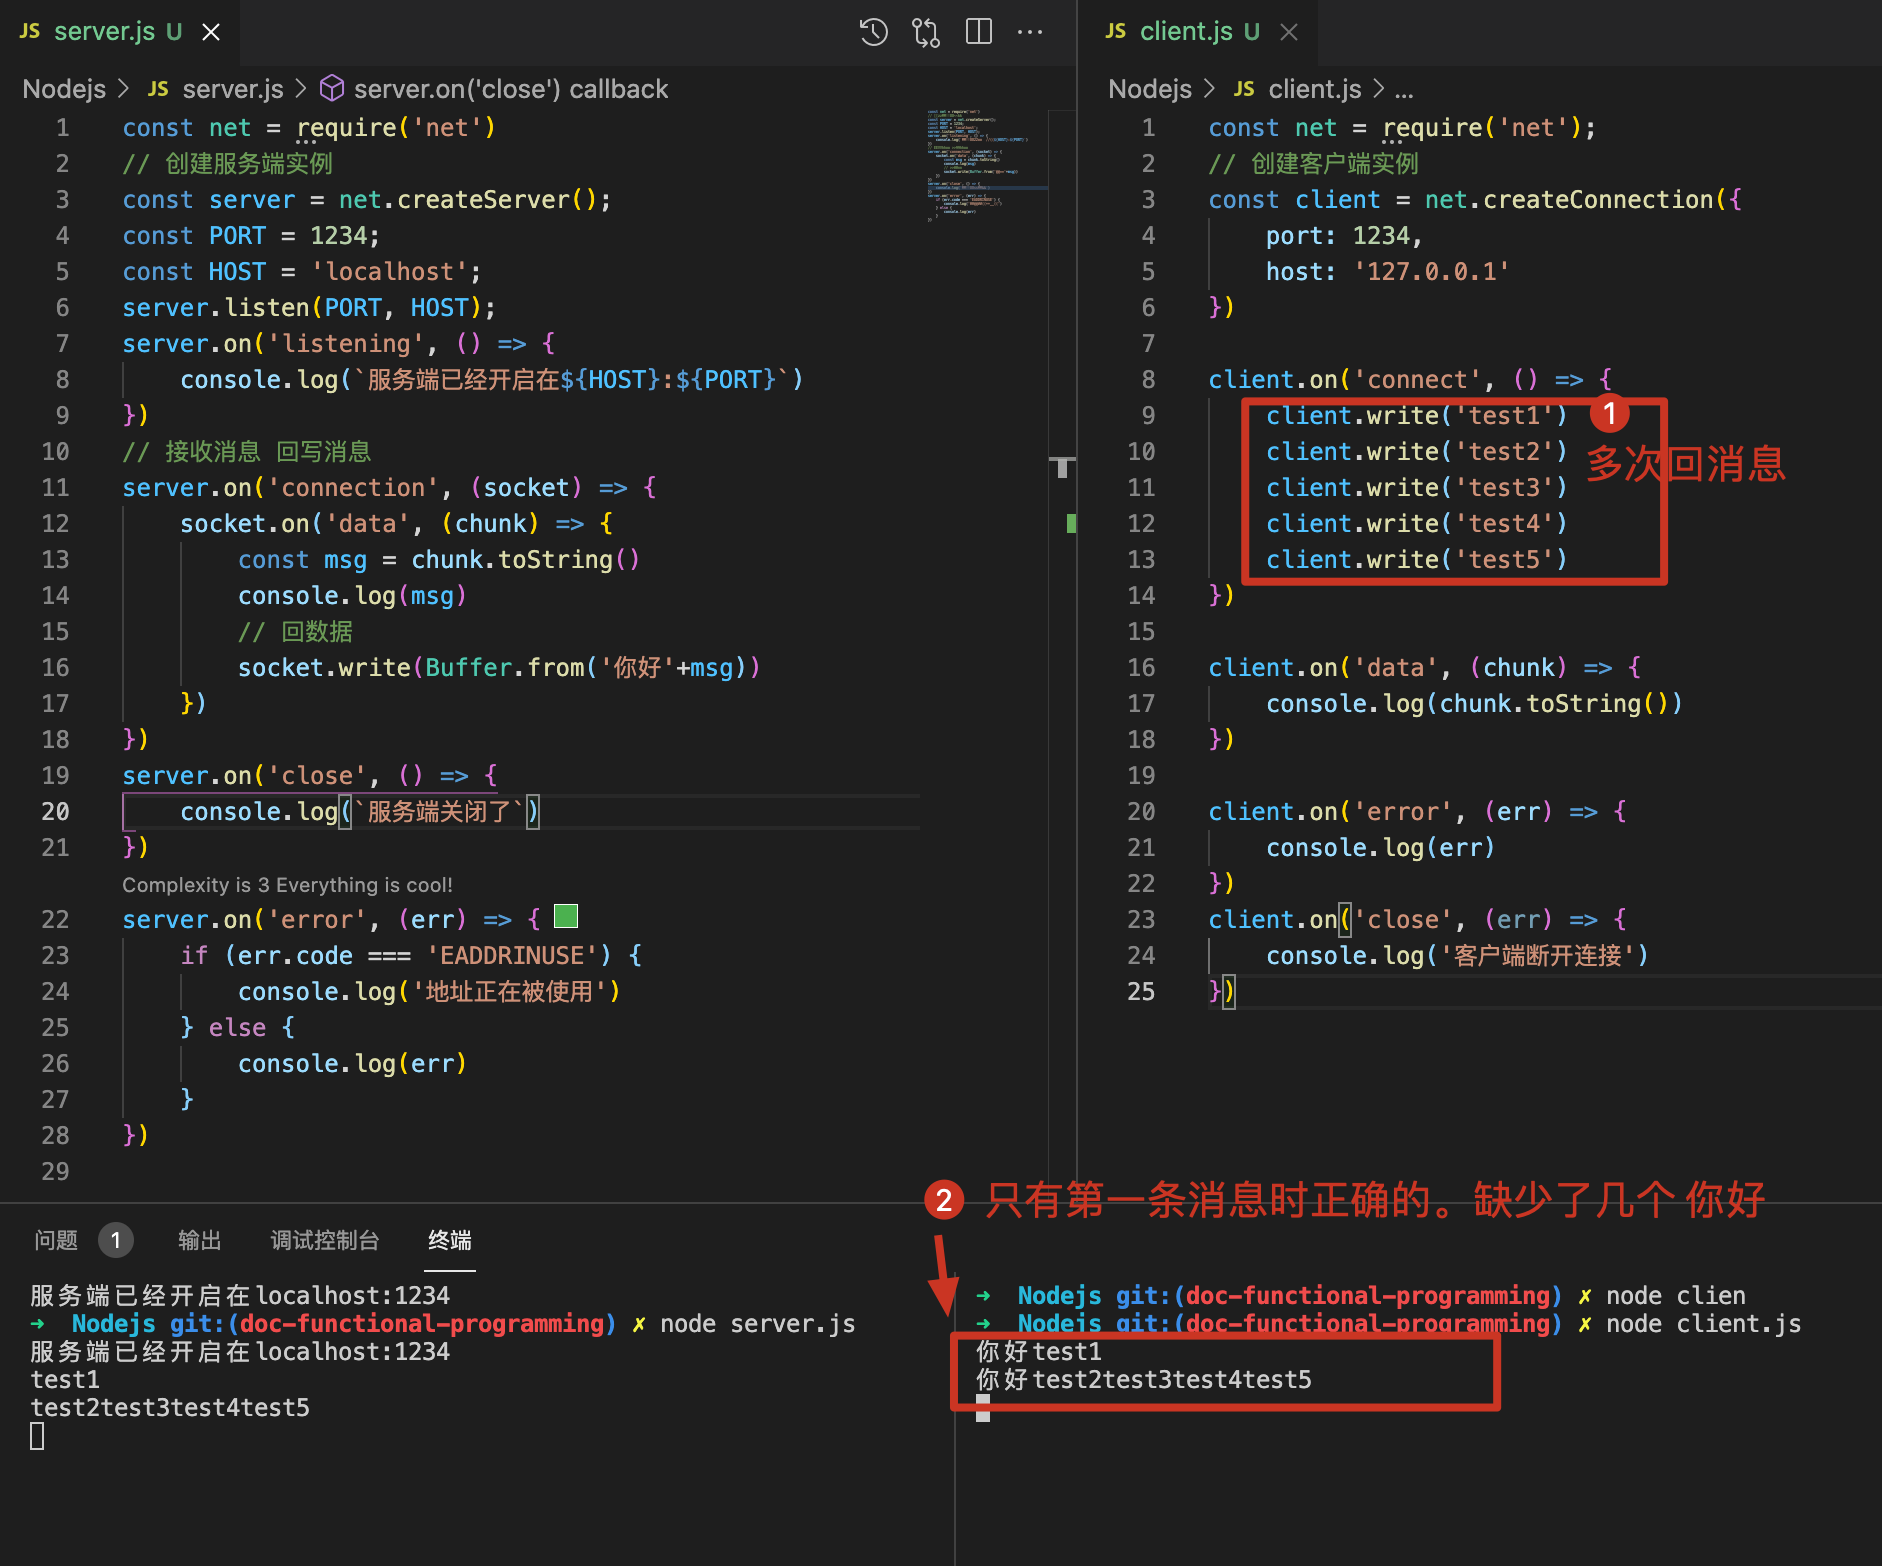 JS server.js U
Nodejs > JS server.js > server.on('close') callback
1 const net = require('net')
2 // 创建服务端实例
3 const server = net.createServer();
4 const PORT = 1234;
5 const HOST = 'localhost';
6 server.listen(PORT, HOST);
7 server.on('listening', () => {
8 console.log(`服务端已经开启在${HOST}:${PORT}`)
9 })
10 // 接收消息 回写消息
11 server.on('connection', (socket) => {
12 socket.on('data', (chunk) => {
13 const msg = chunk.toString()
14 console.log(msg)
15 // 回数据
16 socket.write(Buffer.from('你好'+msg))
17 })
18 })
19 server.on('close', () => {
20 console.log(`服务端关闭了`)
21 })
Complexity is 3 Everything is cool!
22 server.on('error', (err) => {
23 if (err.code === 'EADDRINUSE') {
24 console.log('地址正在被使用')
25 } else {
26 console.log(err)
27 }
28 })
29
JS client.js U
Nodejs > JS client.js > ...
1 const net = require('net');
2 // 创建客户端实例
3 const client = net.createConnection({
4 port: 1234,
5 host: '127.0.0.1'
6 })
7
8 client.on('connect', () => {
9 client.write('test1')
10 client.write('test2')
11 client.write('test3')
12 client.write('test4')
13 client.write('test5')
14 })
15
16 client.on('data', (chunk) => {
17 console.log(chunk.toString())
18 })
19
20 client.on('error', (err) => {
21 console.log(err)
22 })
23 client.on('close', (err) => {
24 console.log('客户端断开连接')
25 })
1
多次回消息
2 只有第一条消息时正确的。缺少了几个 你好
问题 1 输出 调试控制台 终端
服务端已经开启在localhost:1234
➜ Nodejs git:(doc-functional-programming) ✗ node server.js
服务端已经开启在localhost:1234
test1
test2test3test4test5
➜ Nodejs git:(doc-functional-programming) ✗ node clien
➜ Nodejs git:(doc-functional-programming) ✗ node client.js
你好test1
你好test2test3test4test5